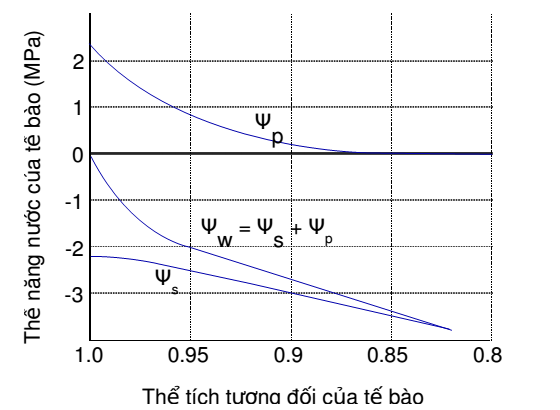 Thế năng nước cúa tế bào (MPa)
2
1
0
-1
-2
-3
Ψp
Ψw = Ψs + Ψp
Ψs
1.0 0.95 0.9 0.85 0.8
Thể tích tương đối của tế bào